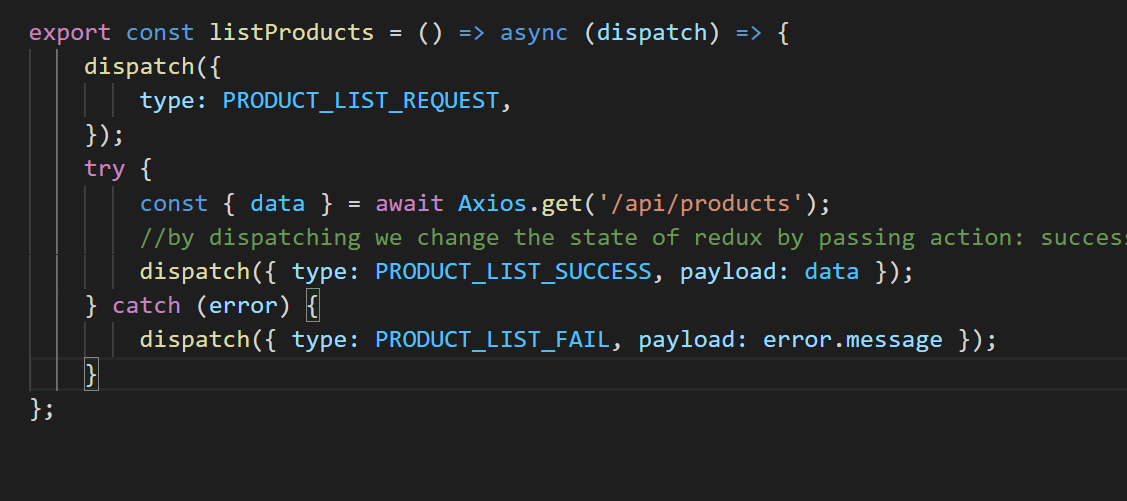 export const listProducts = () => async (dispatch) => {
    dispatch({
        type: PRODUCT_LIST_REQUEST,
    });
    try {
        const { data } = await Axios.get('/api/products');
        //by dispatching we change the state of redux by passing action: succes
        dispatch({ type: PRODUCT_LIST_SUCCESS, payload: data });
    } catch (error) {
        dispatch({ type: PRODUCT_LIST_FAIL, payload: error.message });
    }
};